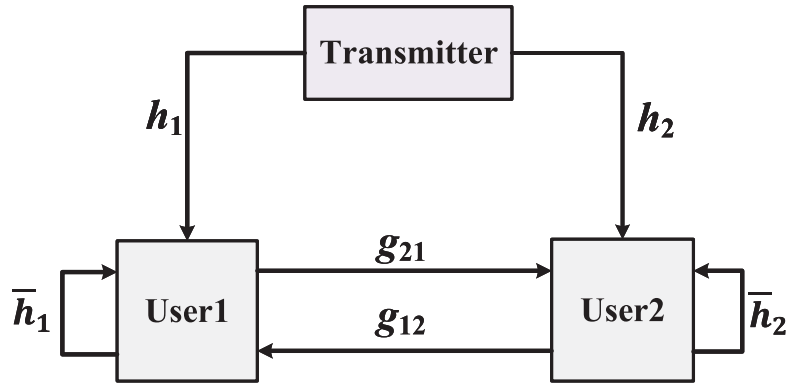 Transmitter
h₁
h₂
g₂₁
User1
User2
h̅₁
h̅₂
g₁₂